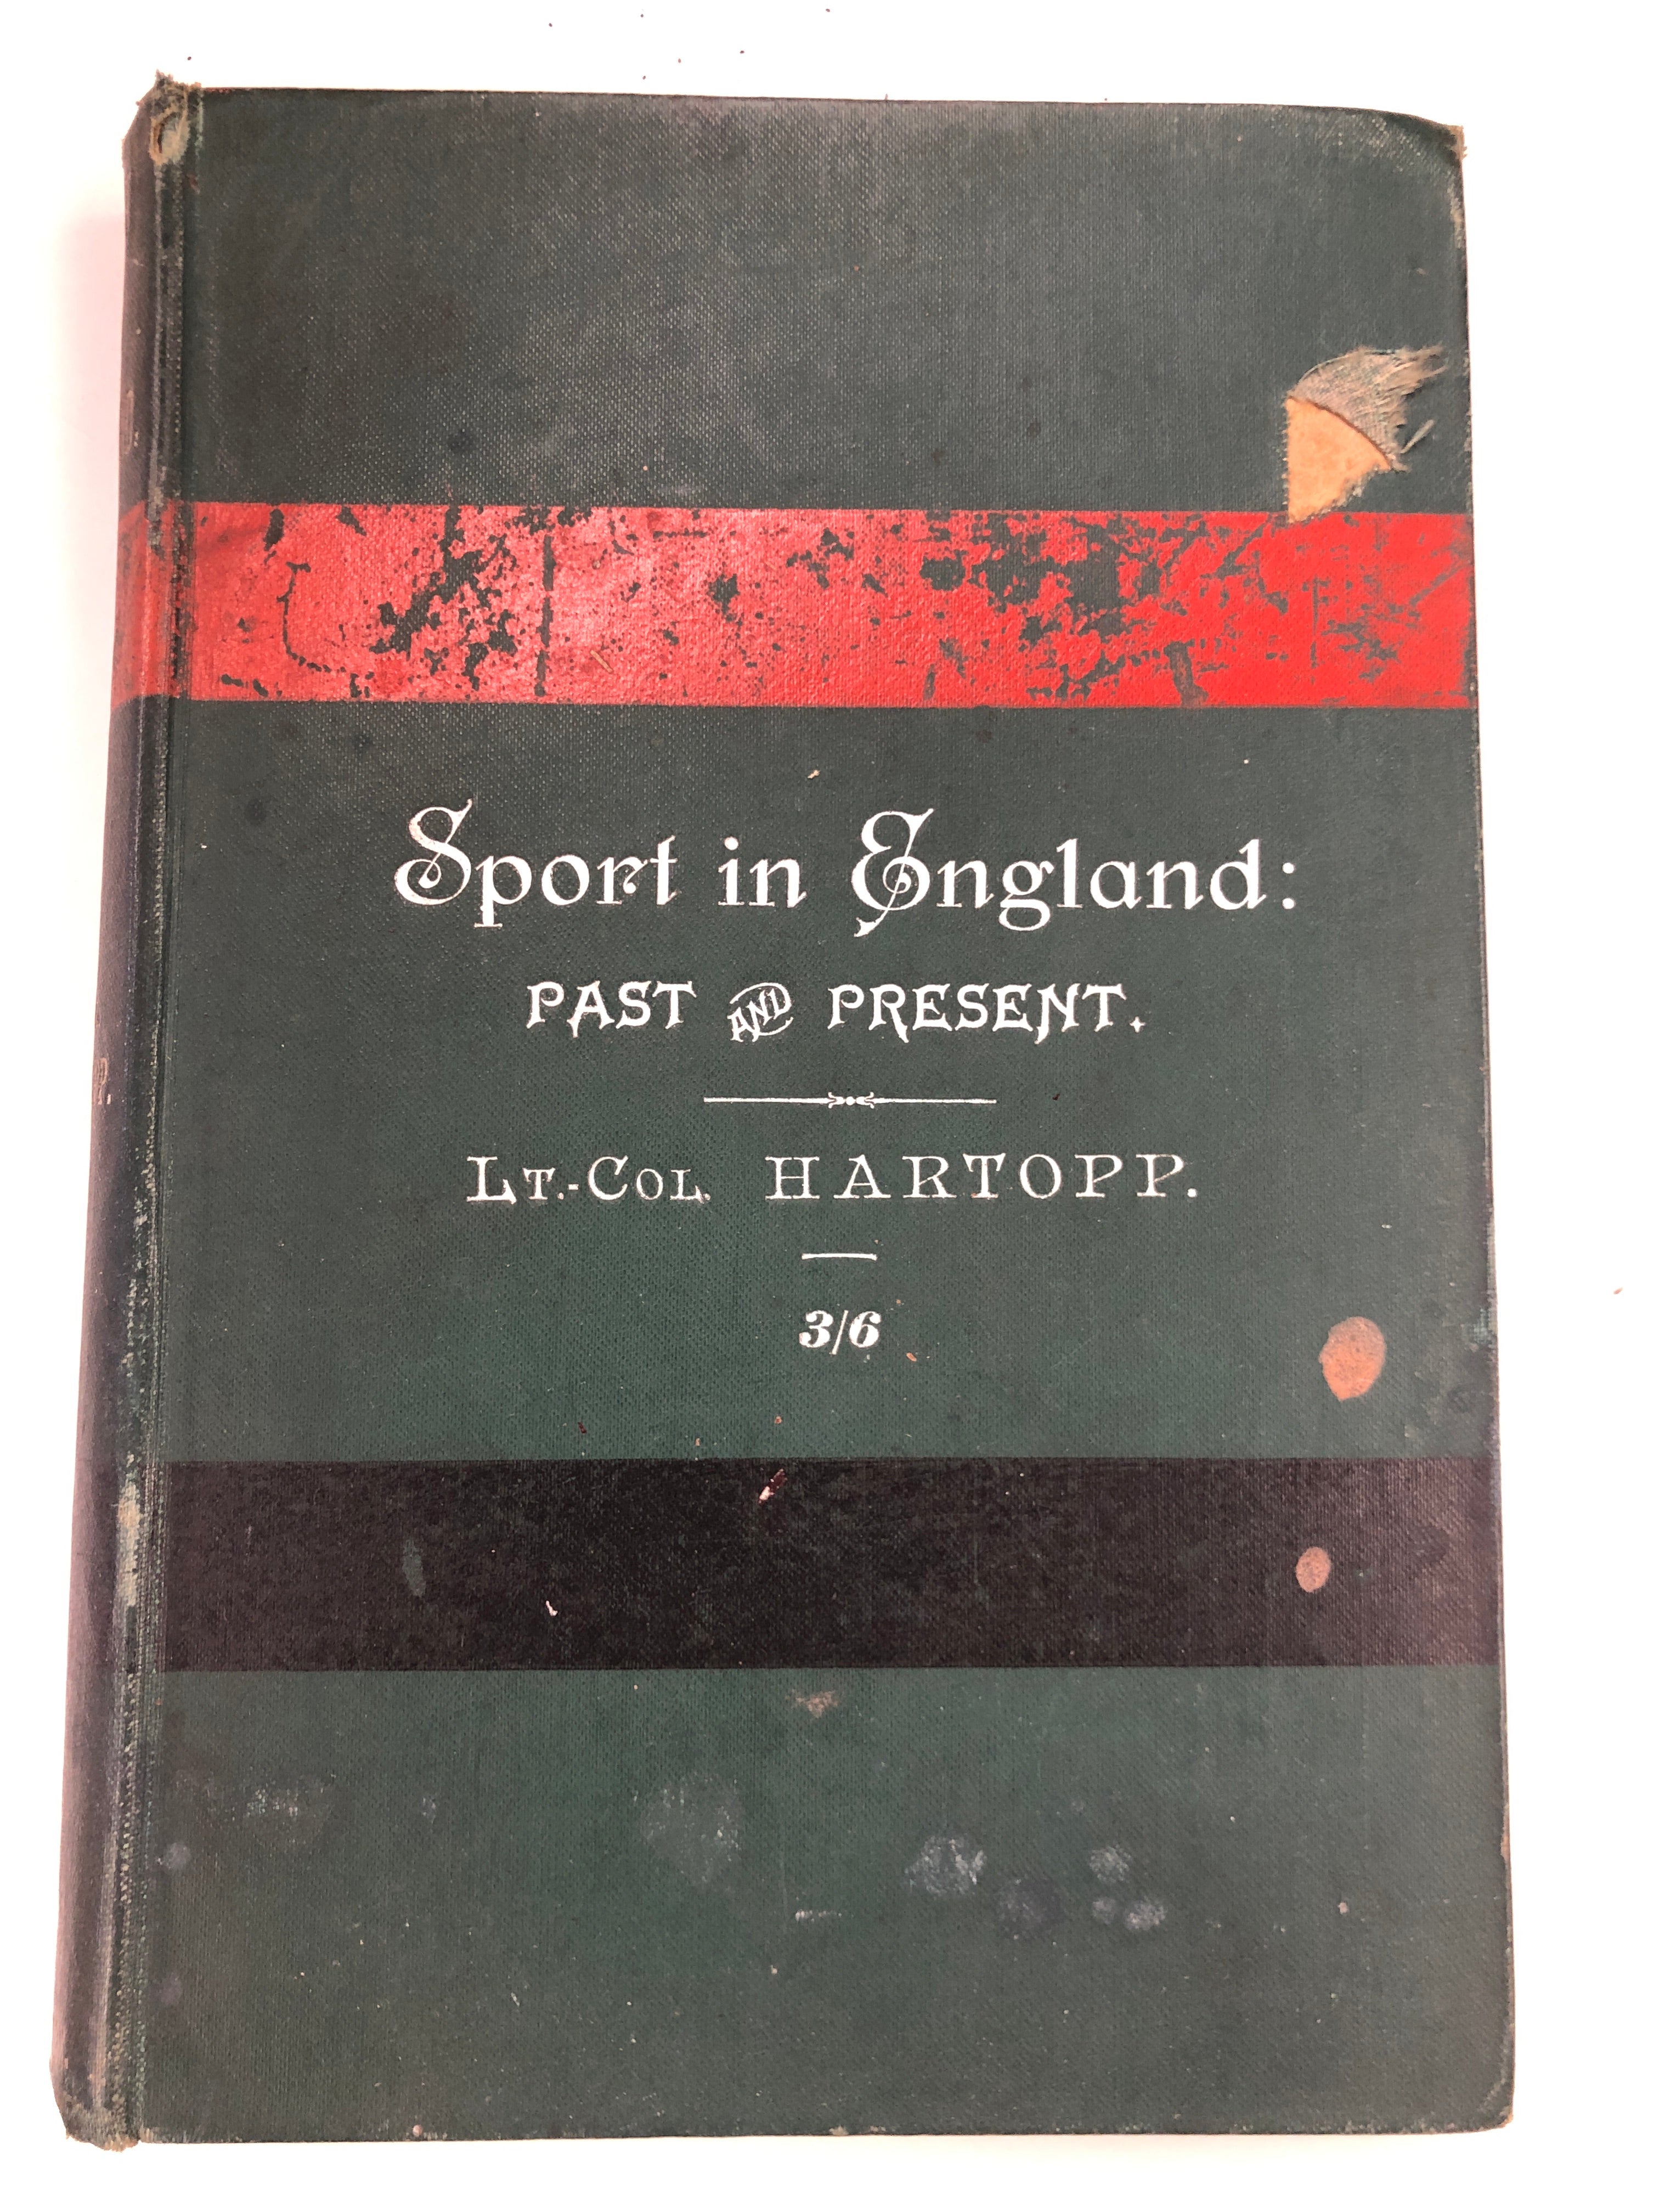 Sport in England:
PAST AND PRESENT.
LT.-COL. HARTOPP.
3/6